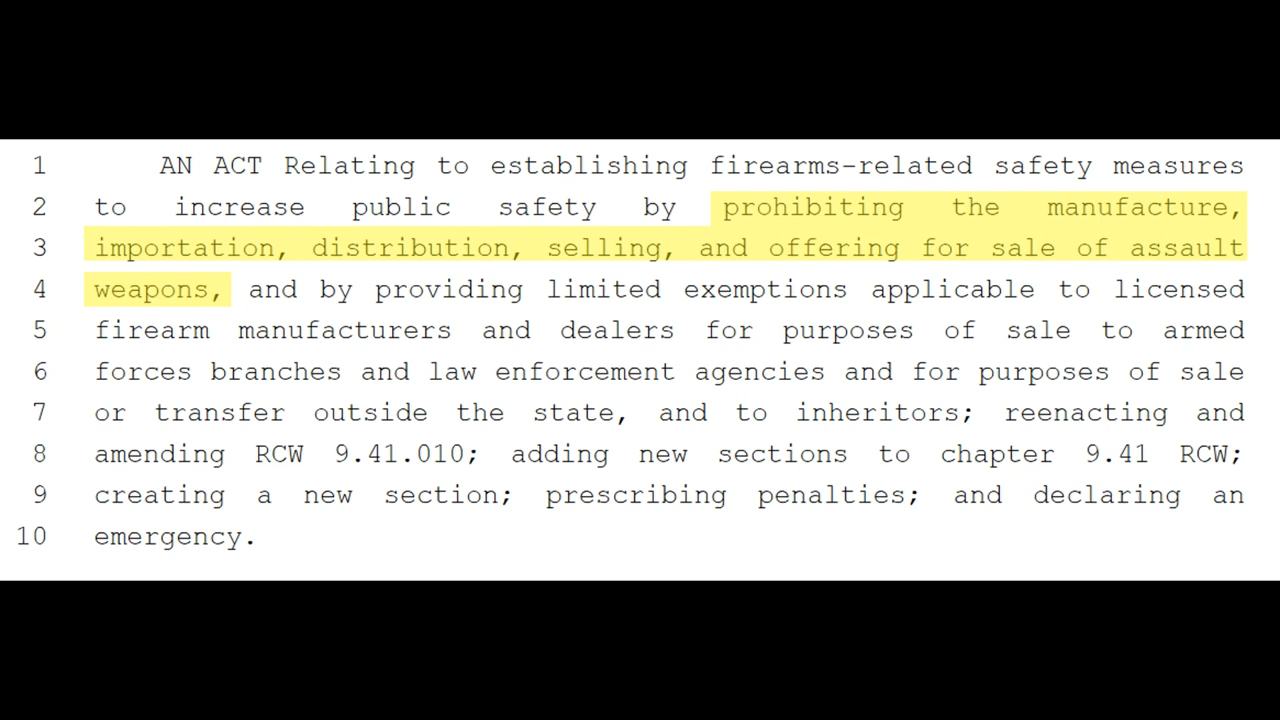 1 AN ACT Relating to establishing firearms-related safety measures
2 to increase public safety by prohibiting the manufacture,
3 importation, distribution, selling, and offering for sale of assault
4 weapons, and by providing limited exemptions applicable to licensed
5 firearm manufacturers and dealers for purposes of sale to armed
6 forces branches and law enforcement agencies and for purposes of sale
7 or transfer outside the state, and to inheritors; reenacting and
8 amending RCW 9.41.010; adding new sections to chapter 9.41 RCW;
9 creating a new section; prescribing penalties; and declaring an
10 emergency.